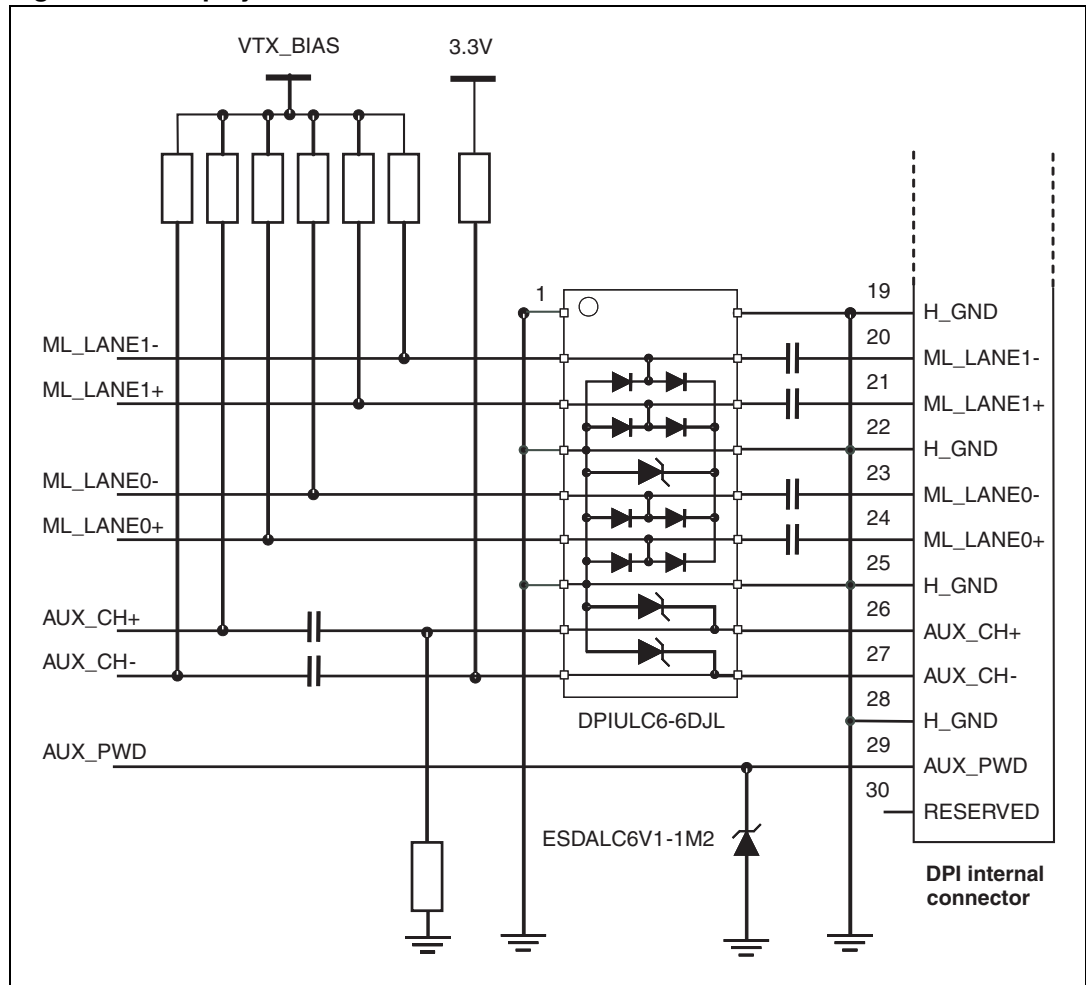 VTX_BIAS
3.3V
1
19
H_GND
ML_LANE1-
20
ML_LANE1-
ML_LANE1+
21
ML_LANE1+
22
H_GND
ML_LANE0-
23
ML_LANE0-
ML_LANE0+
24
ML_LANE0+
25
H_GND
AUX_CH+
26
AUX_CH+
AUX_CH-
27
AUX_CH-
DPIULC6-6DJL
28
H_GND
AUX_PWD
29
AUX_PWD
30
RESERVED
ESDALC6V1-1M2
DPI internal
connector